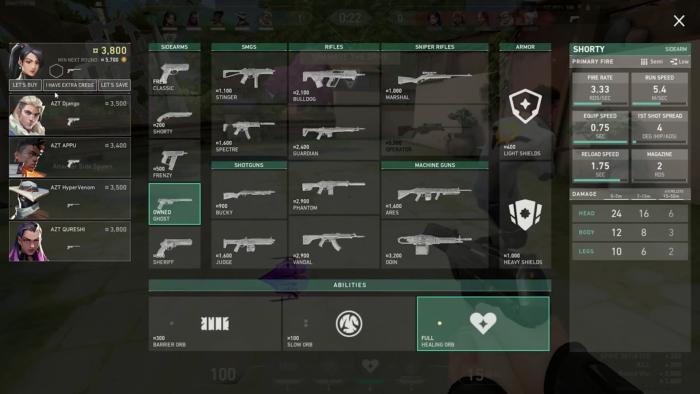 0:22
¤ 3,800
MIN NEXT ROUND: ¤ 5,700
LET'S BUY
I HAVE EXTRA CREDS
LET'S SAVE
AZT Django
¤ 3,500
AZT APPU
¤ 3,400
AZT HyperVenom
¤ 3,500
AZT QURESHI
¤ 3,800
SIDEARMS
FREE
CLASSIC
¤200
SHORTY
¤500
FRENZY
OWNED
GHOST
¤800
SHERIFF
SMGS
¤1,100
STINGER
¤1,600
SPECTRE
SHOTGUNS
¤900
BUCKY
¤1,600
JUDGE
RIFLES
¤2,100
BULLDOG
¤2,400
GUARDIAN
¤2,900
PHANTOM
¤2,900
VANDAL
SNIPER RIFLES
¤1,000
MARSHAL
OPERATOR
MACHINE GUNS
¤1,600
ARES
¤3,200
ODIN
ARMOR
¤400
LIGHT SHIELDS
¤1,000
HEAVY SHIELDS
ABILITIES
¤300
BARRIER ORB
¤100
SLOW ORB
FULL
HEALING ORB
SHORTY
SIDEARM
PRIMARY FIRE
Semi
Low
FIRE RATE
3.33
RDS/SEC
RUN SPEED
5.4
M/SEC
EQUIP SPEED
0.75
SEC
1ST SHOT SPREAD
4
DEG (HIP/ADS)
RELOAD SPEED
1.75
SEC
MAGAZINE
2
RDS
DAMAGE
0-7m
7-15m
15-50m
HEAD
24
16
6
BODY
12
8
3
LEGS
10
6
2
100